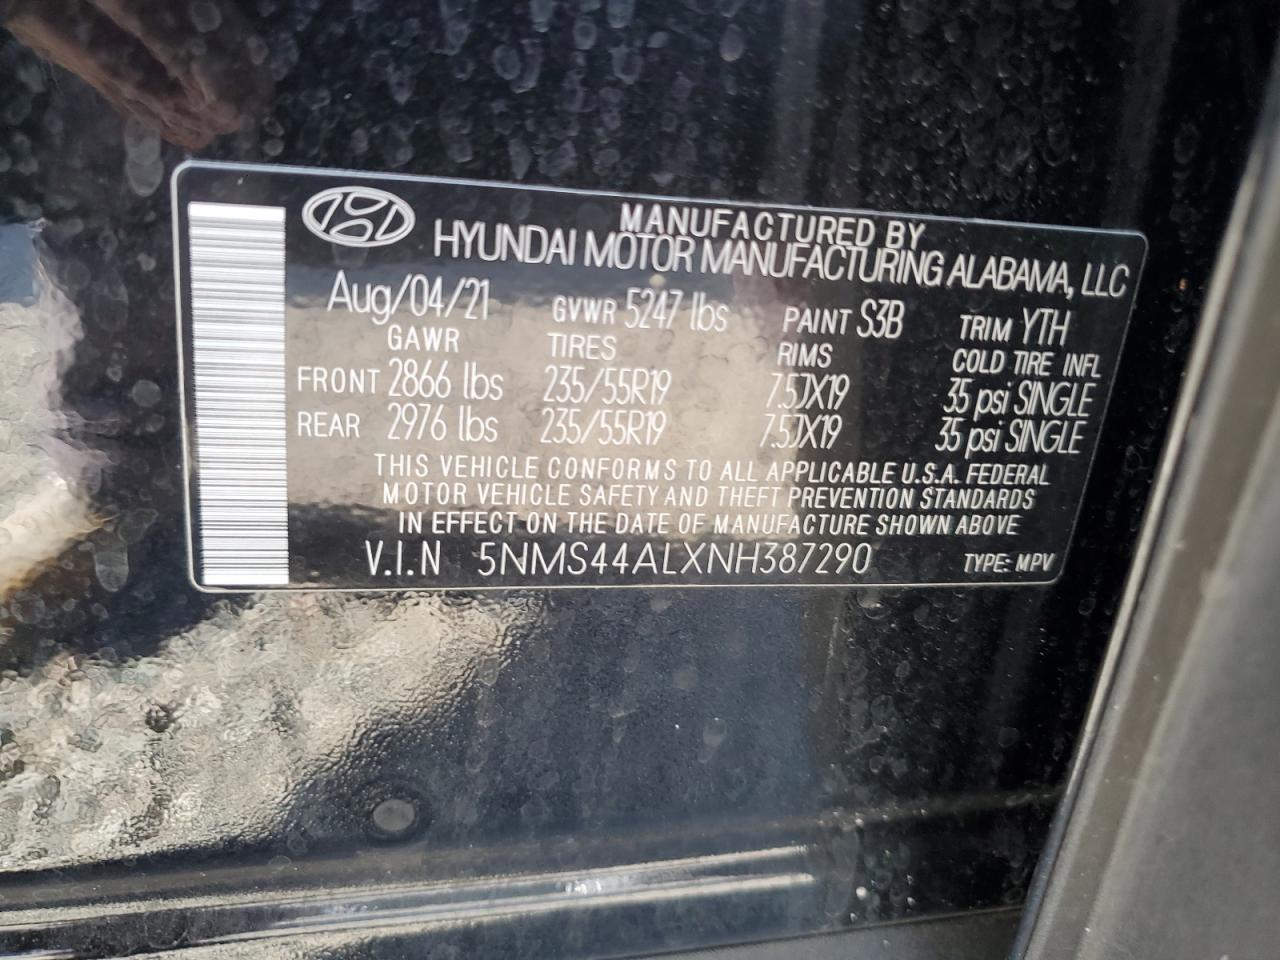 MANUFACTURED BY
HYUNDAI MOTOR MANUFACTURING ALABAMA, LLC
Aug/04/21 GVWR 5247 lbs PAINT S3B TRIM YTH
GAWR TIRES RIMS COLD TIRE INFL
FRONT 2866 lbs 235/55R19 7.5JX19 35 psi SINGLE
REAR 2976 lbs 235/55R19 7.5JX19 35 psi SINGLE
THIS VEHICLE CONFORMS TO ALL APPLICABLE U.S.A. FEDERAL
MOTOR VEHICLE SAFETY AND THEFT PREVENTION STANDARDS
IN EFFECT ON THE DATE OF MANUFACTURE SHOWN ABOVE
V.I.N 5NMS44ALXNH387290 TYPE: MPV